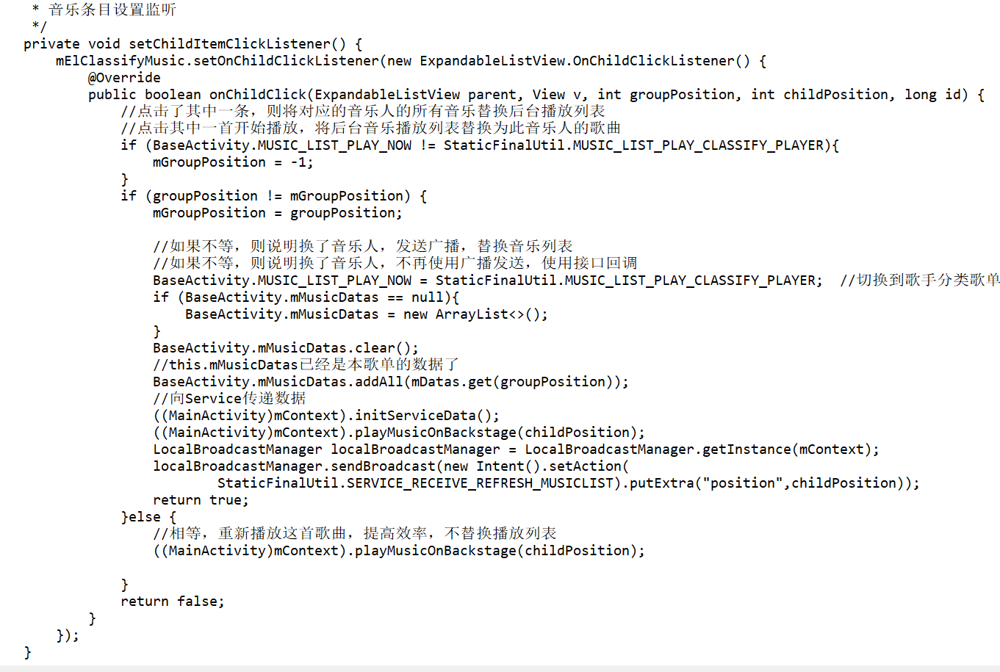 * 音乐条目设置监听
*/
private void setChildItemClickListener() {
mElClassifyMusic.setOnChildClickListener(new ExpandableListView.OnChildClickListener() {
@Override
public boolean onChildClick(ExpandableListView parent, View v, int groupPosition, int childPosition, long id) {
//点击了其中一条，则将对应的音乐人的所有音乐替换后台播放列表
//点击其中一首开始播放，将后台音乐播放列表替换为此音乐人的歌曲
if (BaseActivity.MUSIC_LIST_PLAY_NOW != StaticFinalUtil.MUSIC_LIST_PLAY_CLASSIFY_PLAYER){
mGroupPosition = -1;
}
if (groupPosition != mGroupPosition) {
mGroupPosition = groupPosition;
//如果不等，则说明换了音乐人，发送广播，替换音乐列表
//如果不等，则说明换了音乐人，不再使用广播发送，使用接口回调
BaseActivity.MUSIC_LIST_PLAY_NOW = StaticFinalUtil.MUSIC_LIST_PLAY_CLASSIFY_PLAYER;  //切换到歌手分类歌单
if (BaseActivity.mMusicDatas == null){
BaseActivity.mMusicDatas = new ArrayList<>();
}
BaseActivity.mMusicDatas.clear();
//this.mMusicDatas已经是本歌单的数据了
BaseActivity.mMusicDatas.addAll(mDatas.get(groupPosition));
//向Service传递数据
((MainActivity)mContext).initServiceData();
((MainActivity)mContext).playMusicOnBackstage(childPosition);
LocalBroadcastManager localBroadcastManager = LocalBroadcastManager.getInstance(mContext);
localBroadcastManager.sendBroadcast(new Intent().setAction(
StaticFinalUtil.SERVICE_RECEIVE_REFRESH_MUSICLIST).putExtra("position",childPosition));
return true;
}else {
//相等，重新播放这首歌曲，提高效率，不替换播放列表
((MainActivity)mContext).playMusicOnBackstage(childPosition);
}
return false;
}
});
}